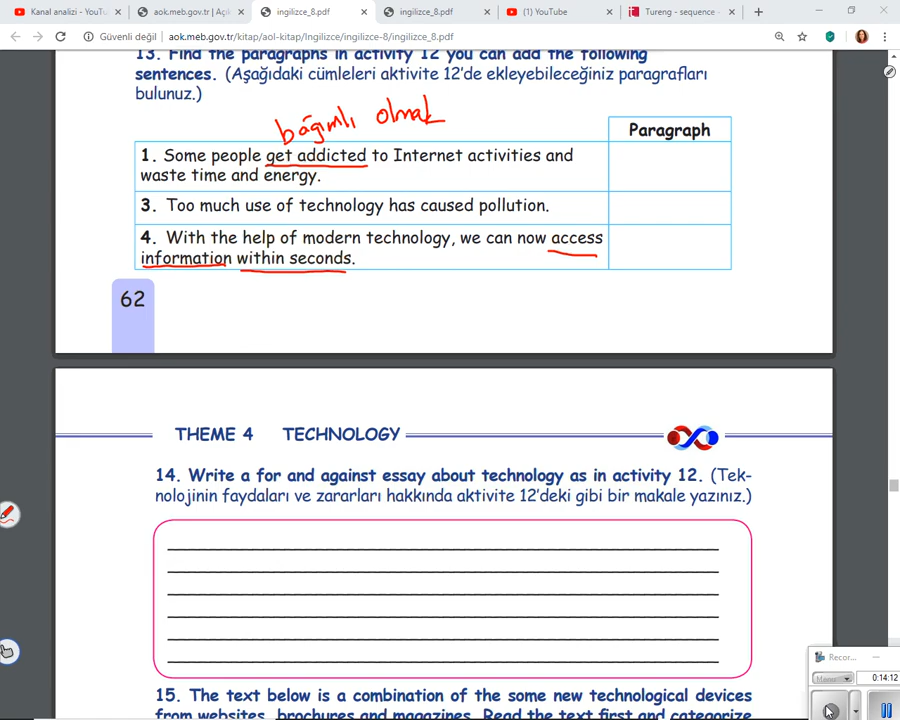 Kanal analizi - YouTu
aok.meb.gov.tr | Açık
ingilizce_8.pdf
ingilizce_8.pdf
(1) YouTube
Tureng - sequence -
Güvenli değil
aok.meb.gov.tr/kitap/aol-kitap/Ingilizce/ingilizce-8/ingilizce_8.pdf
13. Find the paragraphs in activity 12 you can add the following
sentences. (Aşağıdaki cümleleri aktivite 12'de ekleyebileceğiniz paragrafları
bulunuz.)
bağımlı olmak
Paragraph
1. Some people get addicted to Internet activities and
waste time and energy.
3. Too much use of technology has caused pollution.
4. With the help of modern technology, we can now access
information within seconds.
62
THEME 4 TECHNOLOGY
14. Write a for and against essay about technology as in activity 12. (Tek-
nolojinin faydaları ve zararları hakkında aktivite 12'deki gibi bir makale yazınız.)
Recor...
0:14:12
15. The text below is a combination of the some new technological devices
from websites, brochures and magazines. Read the text first and categorize